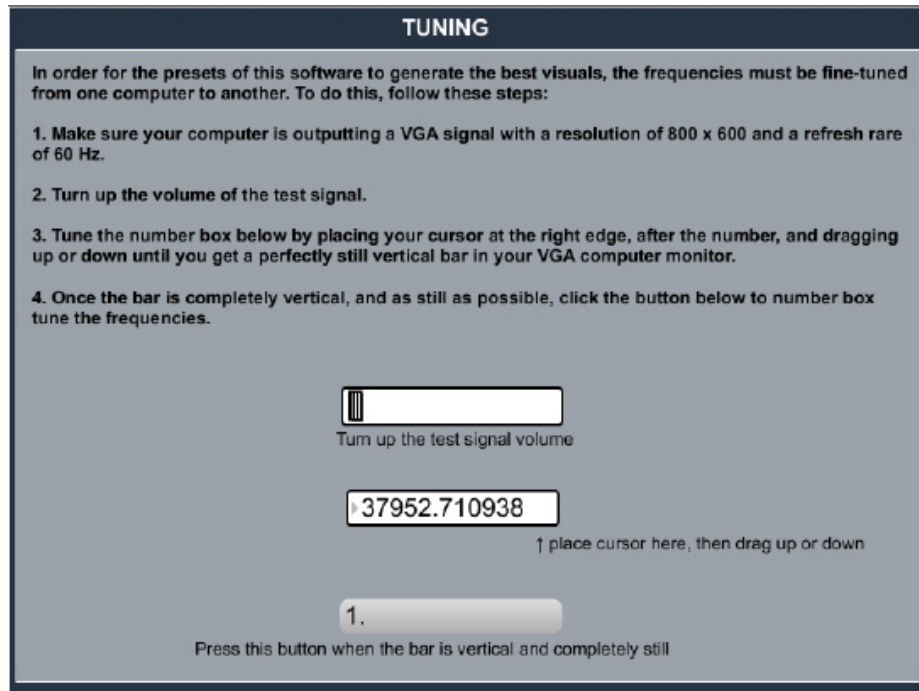 TUNING
In order for the presets of this software to generate the best visuals, the frequencies must be fine-tuned
from one computer to another. To do this, follow these steps:
1. Make sure your computer is outputting a VGA signal with a resolution of 800 x 600 and a refresh rare
of 60 Hz.
2. Turn up the volume of the test signal.
3. Tune the number box below by placing your cursor at the right edge, after the number, and dragging
up or down until you get a perfectly still vertical bar in your VGA computer monitor.
4. Once the bar is completely vertical, and as still as possible, click the button below to number box
tune the frequencies.
Turn up the test signal volume
37952.710938
↑ place cursor here, then drag up or down
1.
Press this button when the bar is vertical and completely still